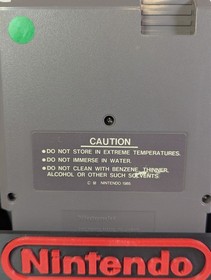 CAUTION
•DO NOT STORE IN EXTREME TEMPERATURES.
•DO NOT IMMERSE IN WATER.
•DO NOT CLEAN WITH BENZENE, THINNER,
ALCOHOL OR OTHER SUCH SOLVENTS.
© NINTENDO 1985
Nintendo